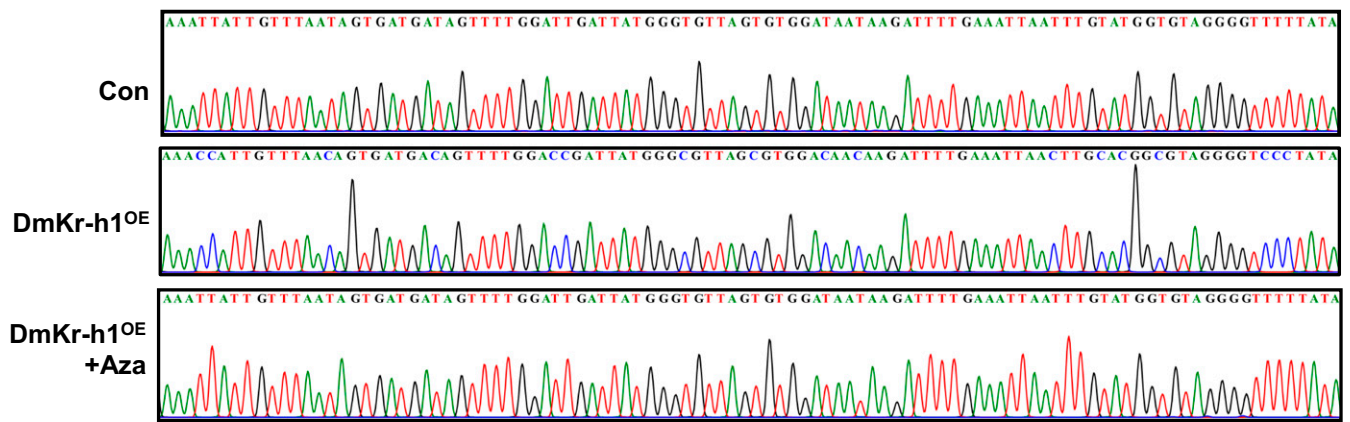 AAATTATTGTTTAATAGTGATGATAGTTTTGGATTGATTATGGGTGTTAGTGTGGATAATAAGATTTTGAAATTAATTTGTATGGTGTAGGGGTTTTTATA
Con
AAACCATTGTTTAACAGTGATGACAGTTTTGGACCGATTATGGGCGTTAGCGTGGACAACAAGATTTTGAAATTAACTTGCACGGCGTAGGGGTCCCTATA
DmKr-h1OE
AAATTATTGTTTAATAGTGATGATAGTTTTGGATTGATTATGGGTGTTAGTGTGGATAATAAGATTTTGAAATTAATTTGTATGGTGTAGGGGTTTTTATA
DmKr-h1OE
+Aza